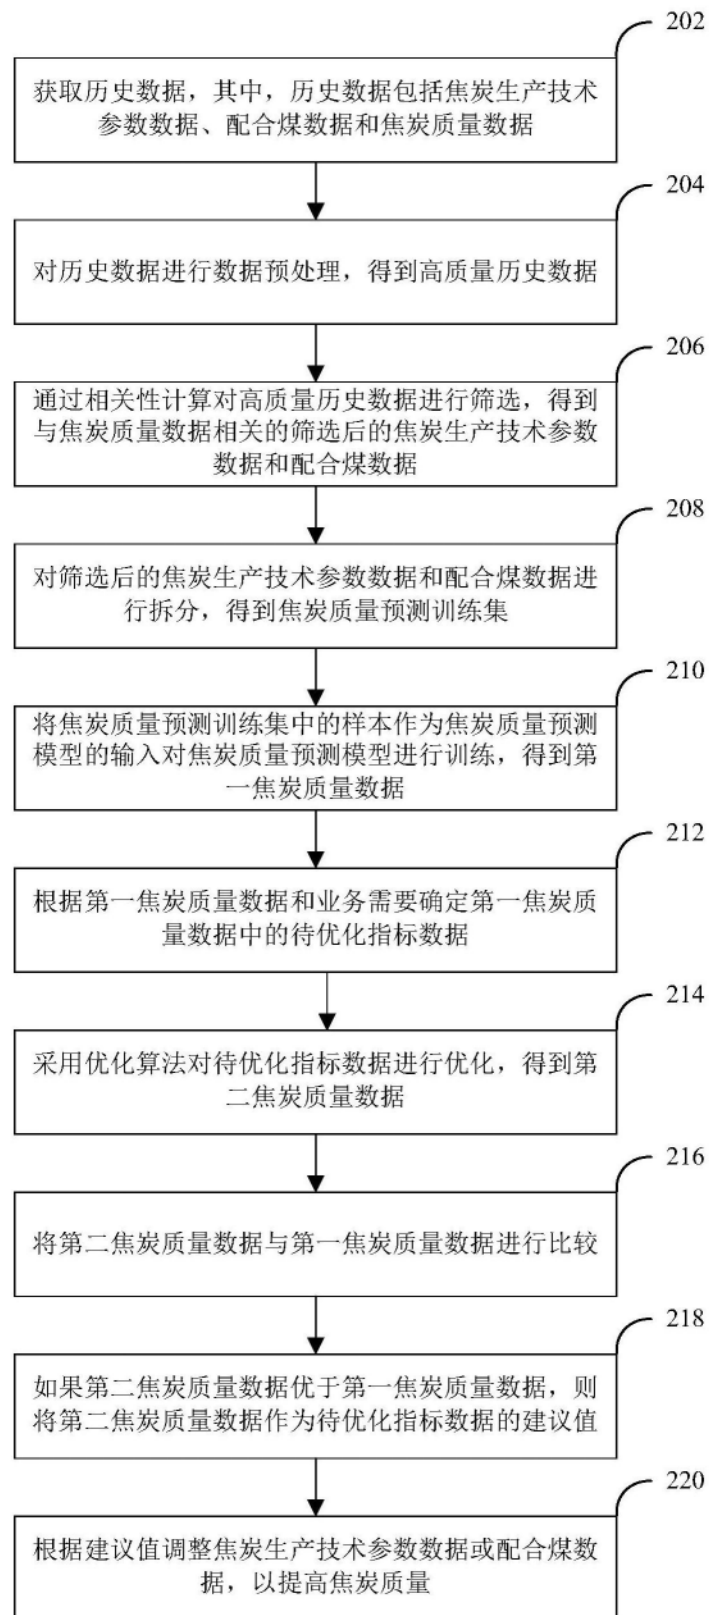 202
获取历史数据，其中，历史数据包括焦炭生产技术
参数数据、配合煤数据和焦炭质量数据
204
对历史数据进行数据预处理，得到高质量历史数据
206
通过相关性计算对高质量历史数据进行筛选，得到
与焦炭质量数据相关的筛选后的焦炭生产技术参数
数据和配合煤数据
208
对筛选后的焦炭生产技术参数数据和配合煤数据进
行拆分，得到焦炭质量预测训练集
210
将焦炭质量预测训练集中的样本作为焦炭质量预测
模型的输入对焦炭质量预测模型进行训练，得到第
一焦炭质量数据
212
根据第一焦炭质量数据和业务需要确定第一焦炭质
量数据中的待优化指标数据
214
采用优化算法对待优化指标数据进行优化，得到第
二焦炭质量数据
216
将第二焦炭质量数据与第一焦炭质量数据进行比较
218
如果第二焦炭质量数据优于第一焦炭质量数据，则
将第二焦炭质量数据作为待优化指标数据的建议值
220
根据建议值调整焦炭生产技术参数数据或配合煤数
据，以提高焦炭质量